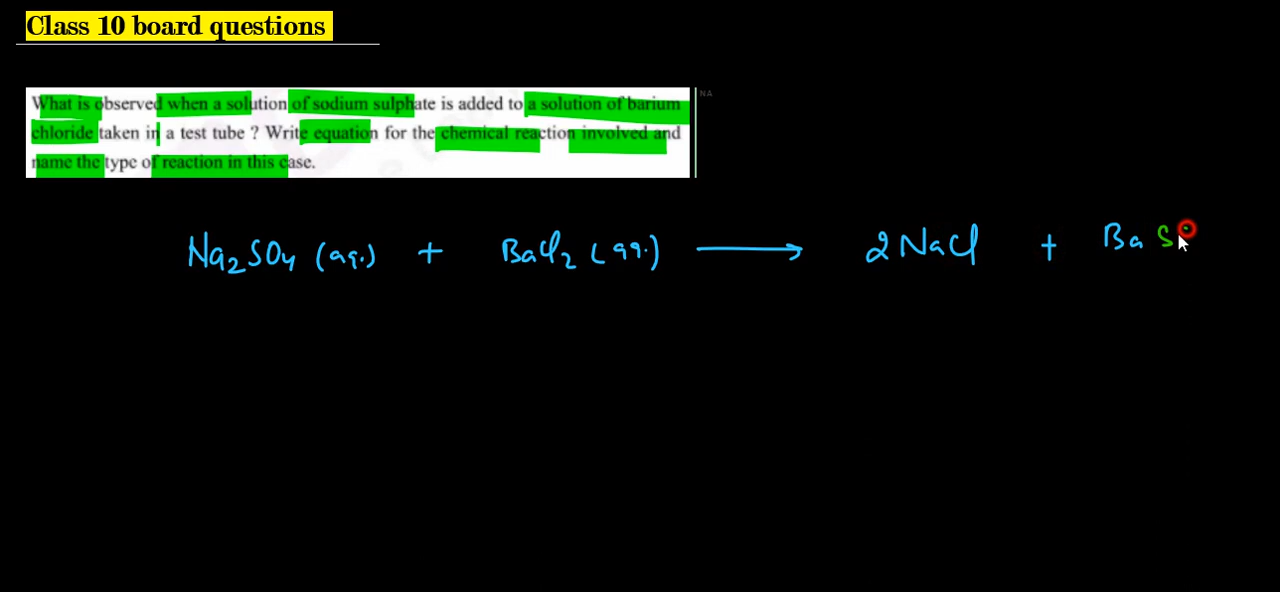 Class 10 board questions
What is observed when a solution of sodium sulphate is added to a solution of barium
chloride taken in a test tube ? Write equation for the chemical reaction involved and
name the type of reaction in this case.
NA
Na₂SO₄ (aq.) + BaCl₂ (aq.) ⟶ 2NaCl + Ba S